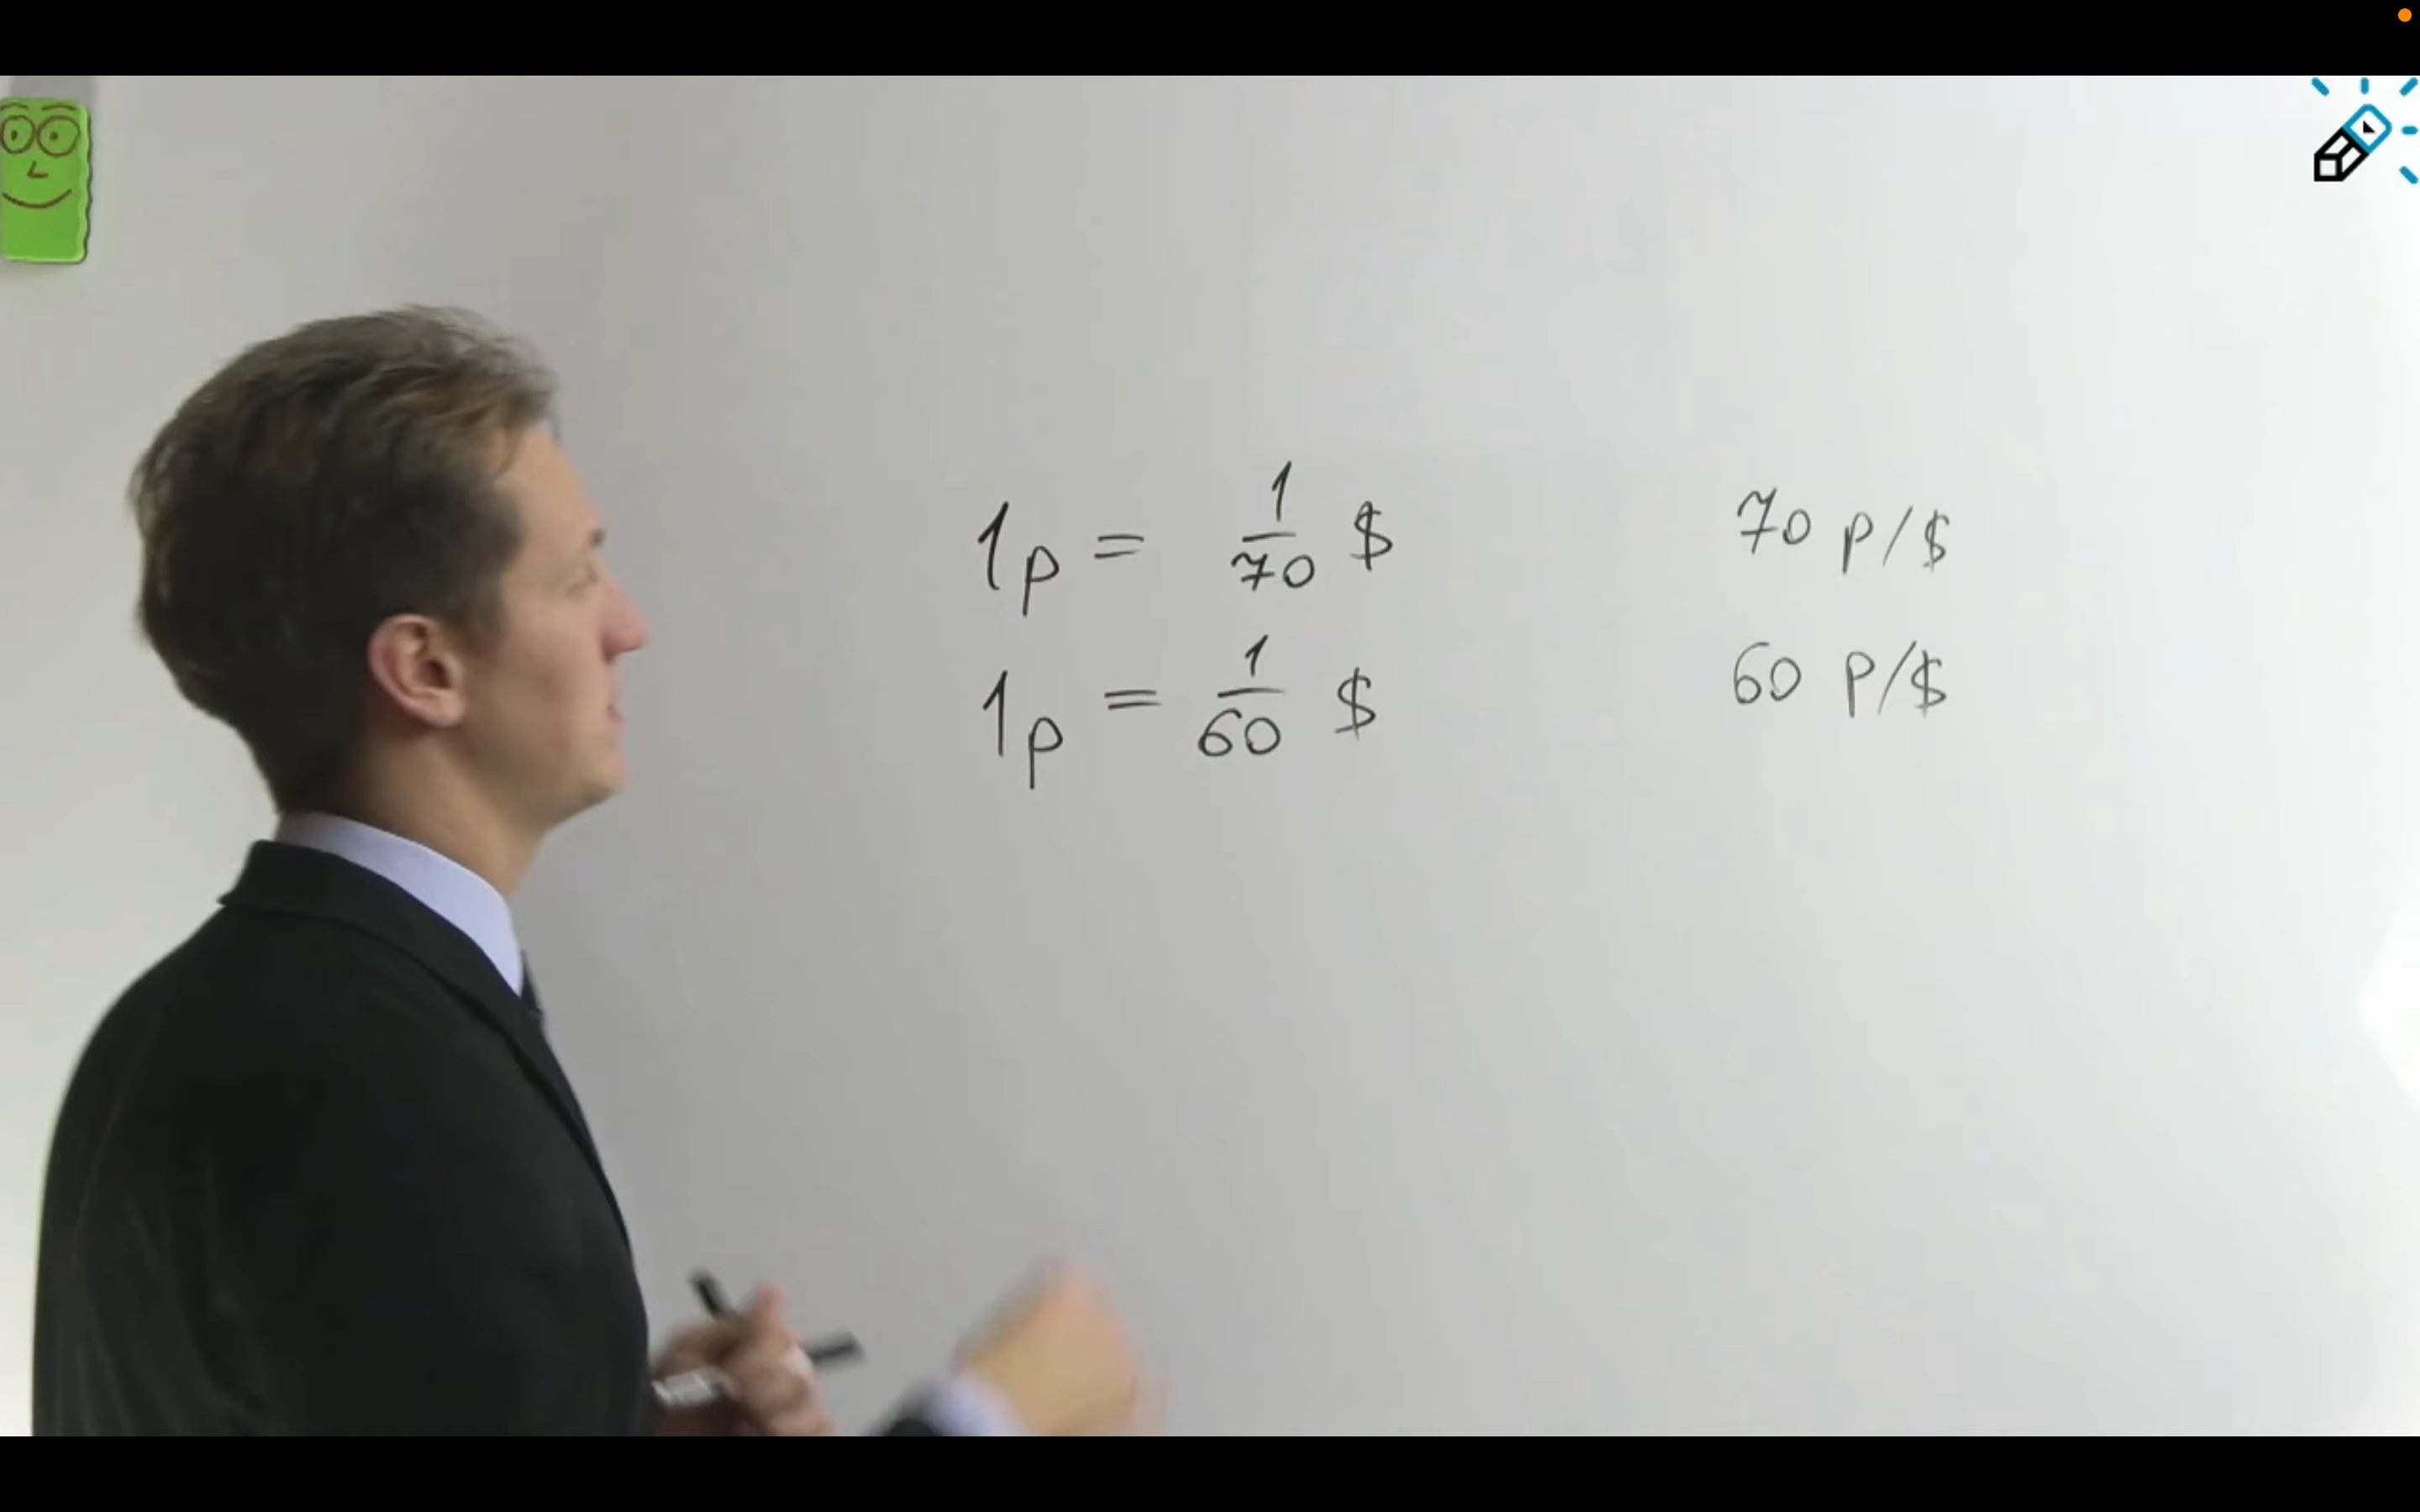 1р = 1/70 $ 70 р/$
1р = 1/60 $ 60 р/$